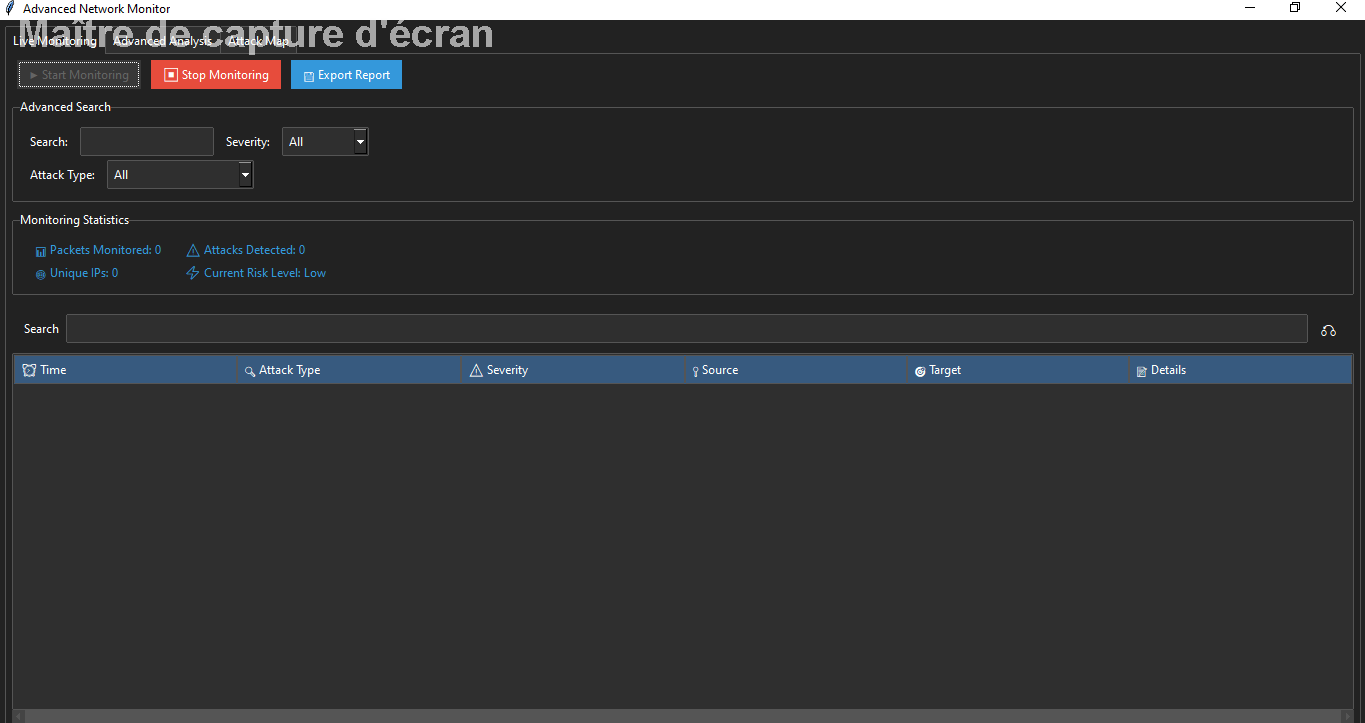 Advanced Network Monitor
Maître de capture d'écran
Live Monitoring Advanced Analysis Attack Map
Start Monitoring Stop Monitoring Export Report
Advanced Search
Search: Severity: All
Attack Type: All
Monitoring Statistics
Packets Monitored: 0 Attacks Detected: 0
Unique IPs: 0 Current Risk Level: Low
Search
Time Attack Type Severity Source Target Details